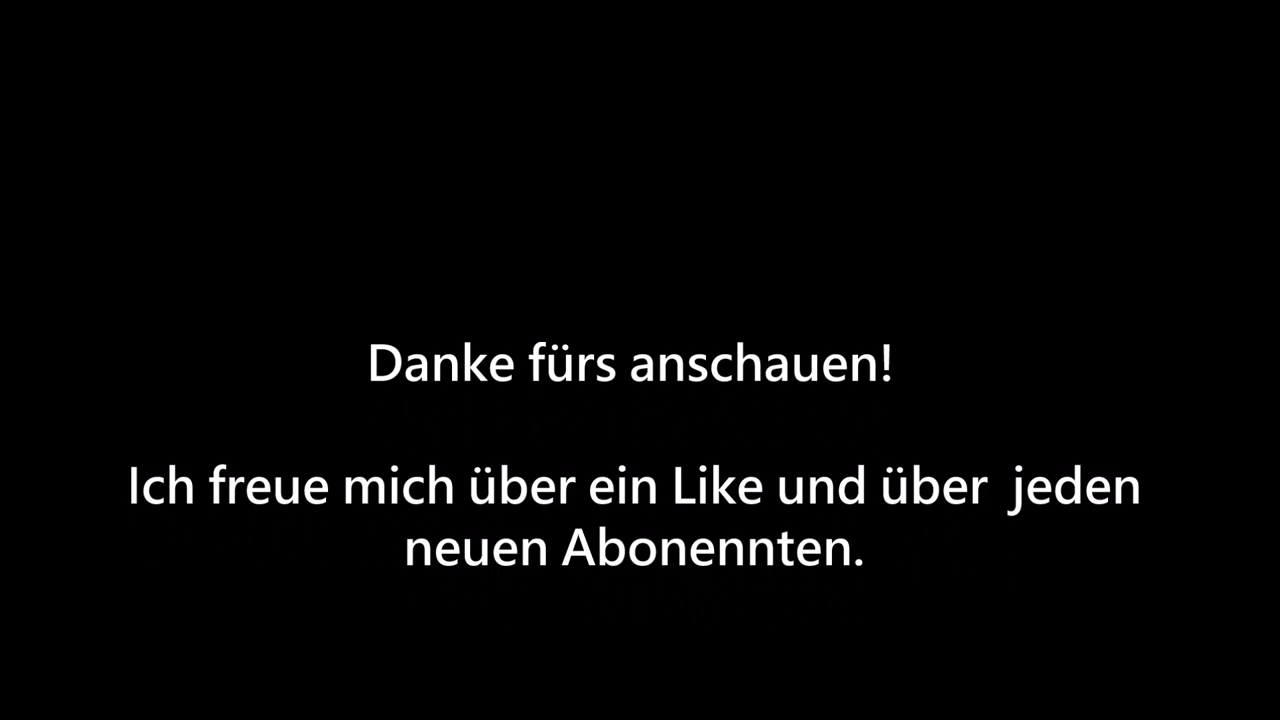 Danke fürs anschauen!
Ich freue mich über ein Like und über  jeden
neuen Abonennten.